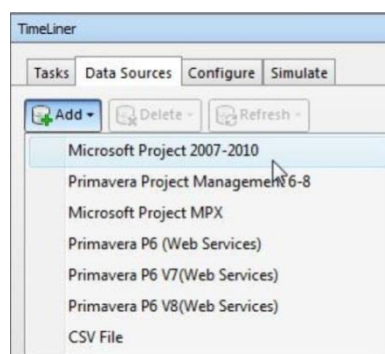 TimeLiner
Tasks Data Sources Configure Simulate
Add Delete Refresh
Microsoft Project 2007-2010
Primavera Project Management 6-8
Microsoft Project MPX
Primavera P6 (Web Services)
Primavera P6 V7(Web Services)
Primavera P6 V8(Web Services)
CSV File